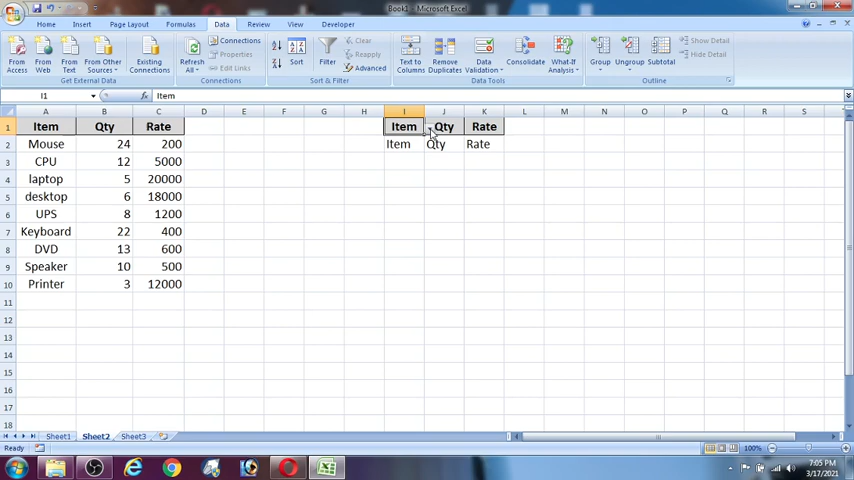 Book1 - Microsoft Excel
Home Insert Page Layout Formulas Data Review View Developer
From Access
From Web
From Text
From Other Sources
Existing Connections
Refresh All
Connections
Properties
Edit Links
Sort
Filter
Clear
Reapply
Advanced
Text to Columns
Remove Duplicates
Data Validation
Consolidate
What-If Analysis
Group
Ungroup
Subtotal
Show Detail
Hide Detail
Get External Data Connections Sort & Filter Data Tools Outline
I1 fx Item
A B C D E F G H I J K L M N O P Q R S
1 Item Qty Rate Item Qty Rate
2 Mouse 24 200 Item Qty Rate
3 CPU 12 5000
4 laptop 5 20000
5 desktop 6 18000
6 UPS 8 1200
7 Keyboard 22 400
8 DVD 13 600
9 Speaker 10 500
10 Printer 3 12000
11
12
13
14
15
16
17
18
Sheet1 Sheet2 Sheet3
Ready 100%
7:05 PM
3/17/2021